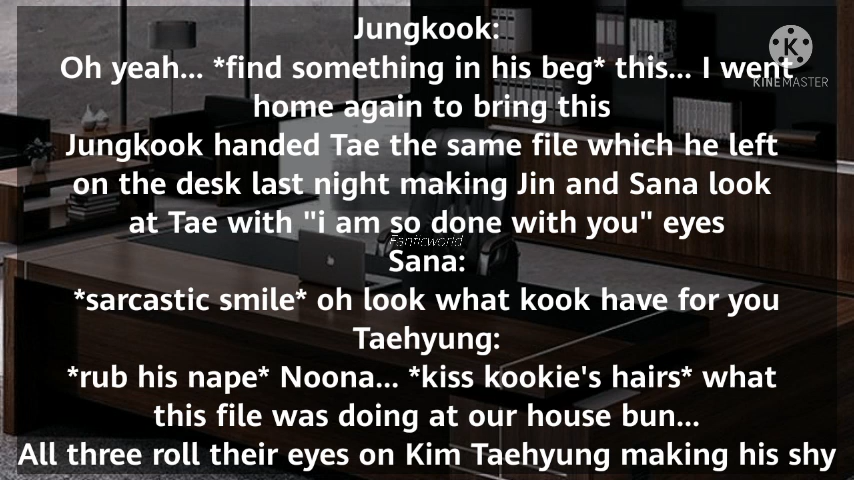 Jungkook:
Oh yeah... *find something in his beg* this... I went
KINEMASTER
home again to bring this
Jungkook handed Tae the same file which he left
on the desk last night making Jin and Sana look
at Tae with "i am so done with you" eyes
Fanficworld
Sana:
*sarcastic smile* oh look what kook have for you
Taehyung:
*rub his nape* Noona... *kiss kookie's hairs* what
this file was doing at our house bun...
All three roll their eyes on Kim Taehyung making his shy